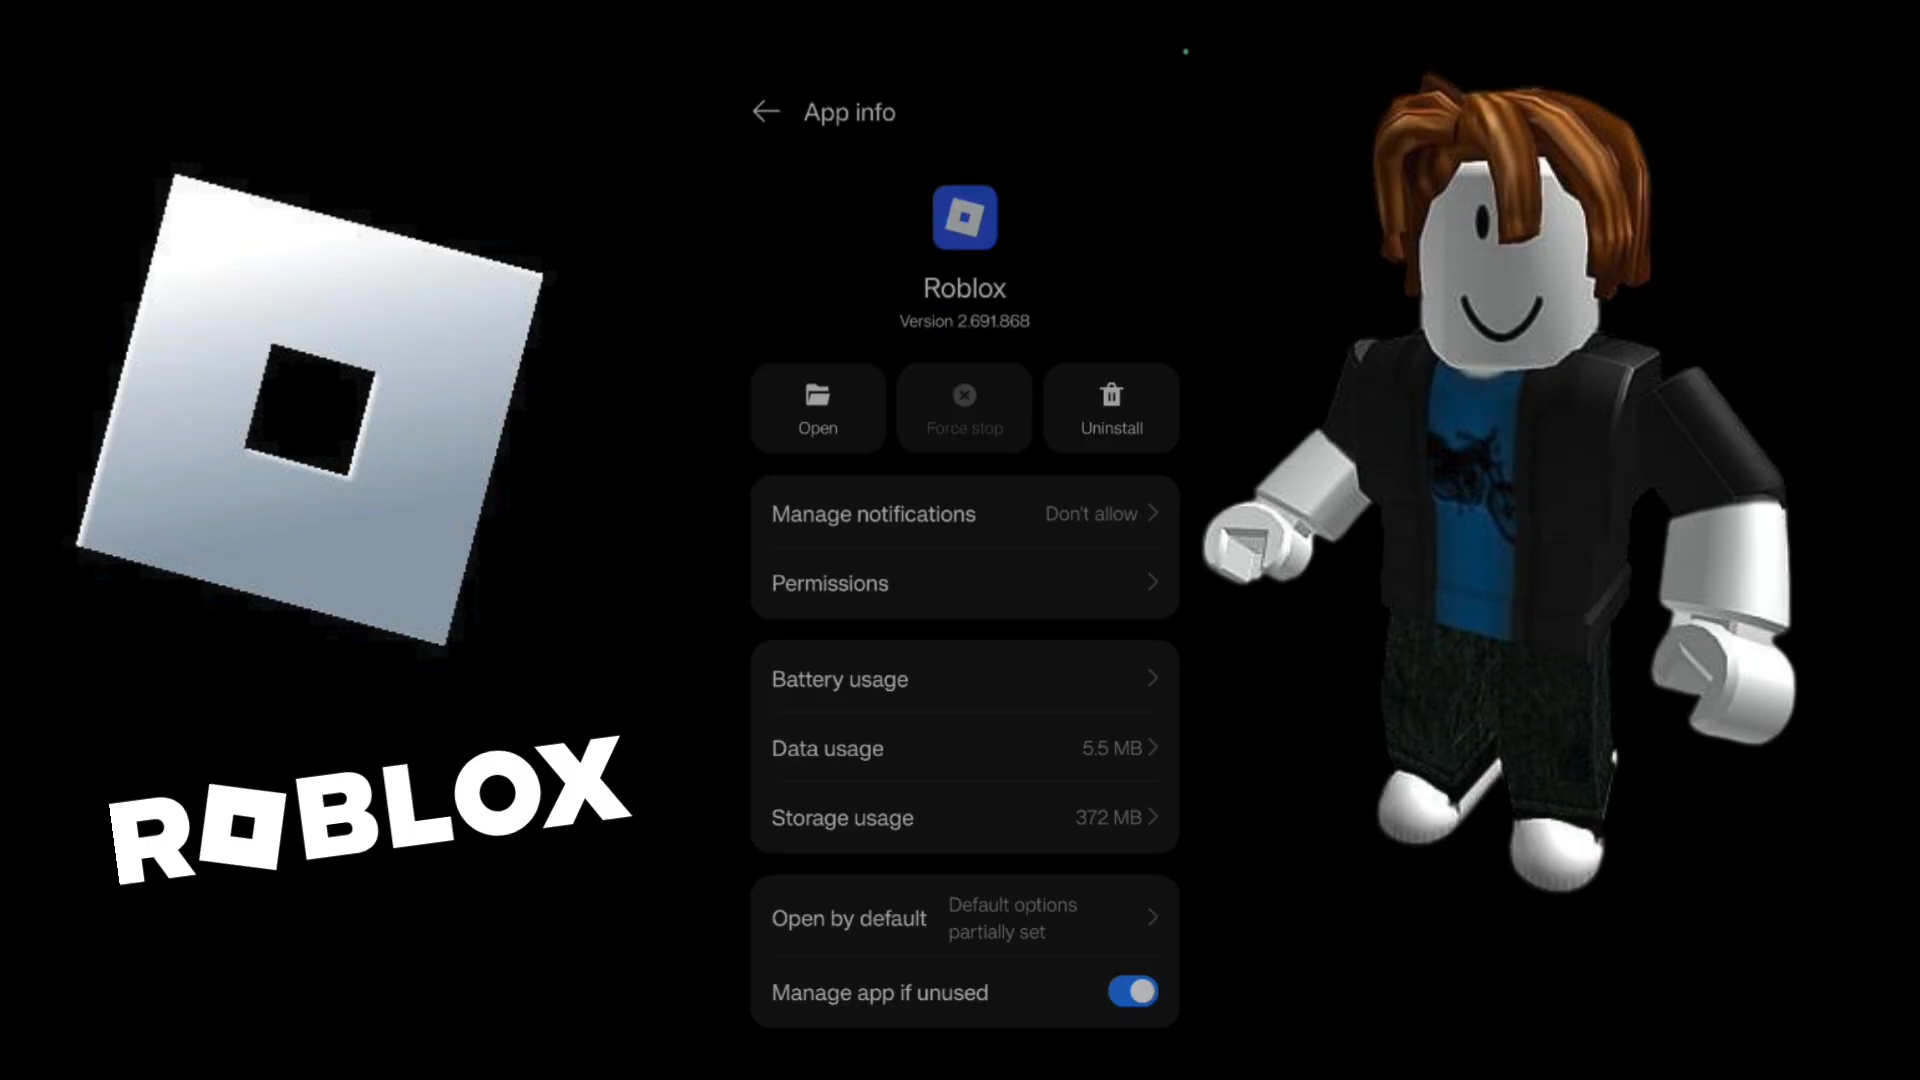 App info
Roblox
Version 2.691.868
Open
Force stop
Uninstall
Manage notifications Don't allow
Permissions
Battery usage
Data usage 5.5 MB
Storage usage 372 MB
Open by default Default options
partially set
Manage app if unused
ROBLOX